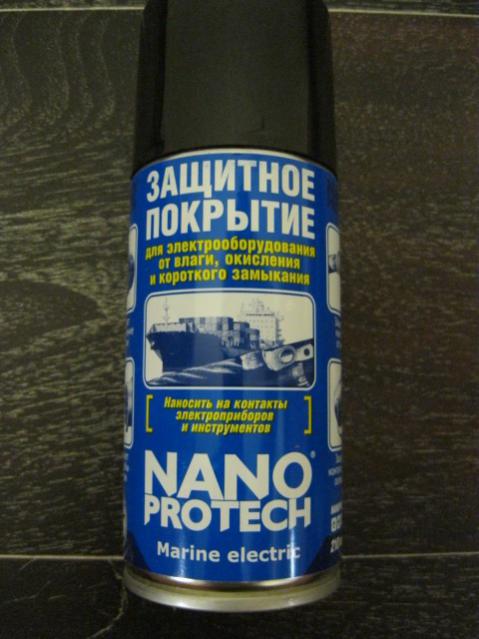 ЗАЩИТНОЕ
ПОКРЫТИЕ
для электрооборудования
от влаги, окисления
и короткого замыкания
Наносить на контакты
электроприборов
и инструментов
NANO®
PROTECH
Marine electric